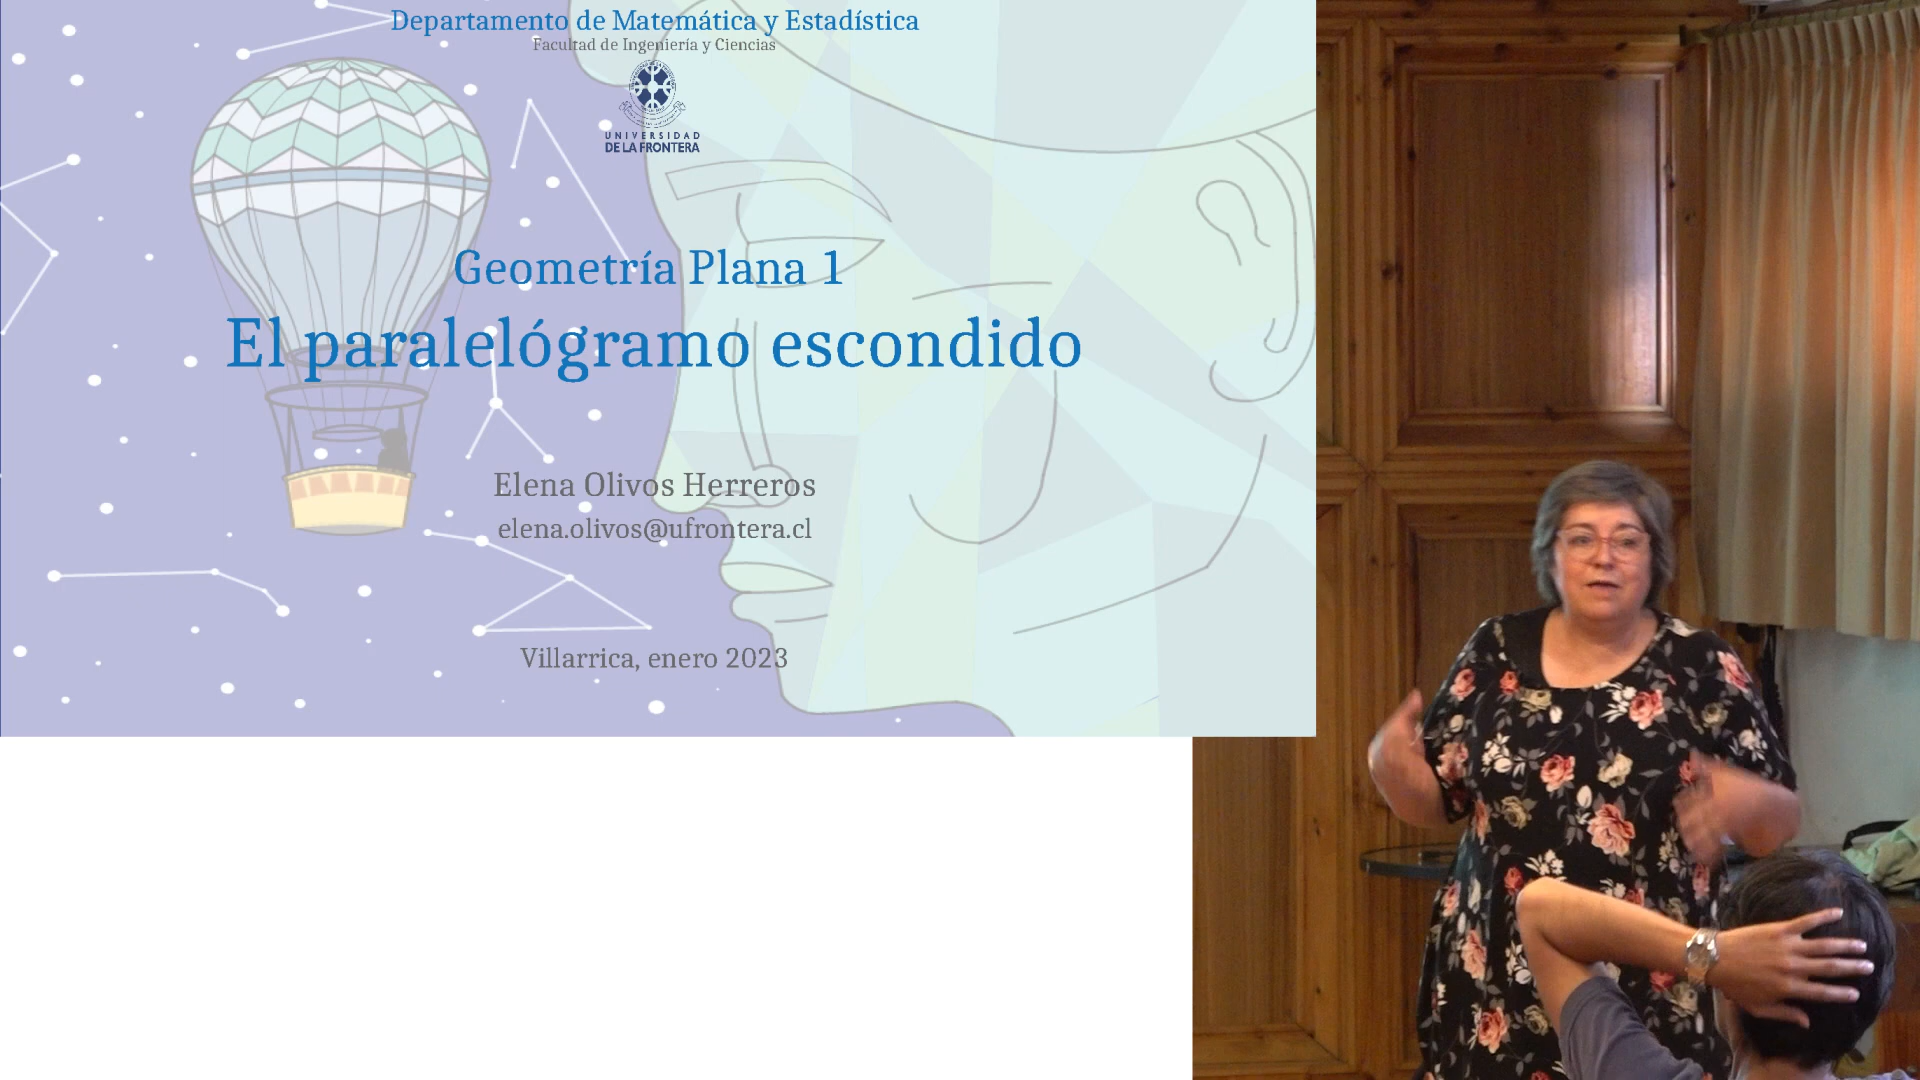 Departamento de Matemática y Estadística
Facultad de Ingeniería y Ciencias
UNIVERSIDAD
DE LA FRONTERA
Geometría Plana 1
El paralelógramo escondido
Elena Olivos Herreros
elena.olivos@ufrontera.cl
Villarrica, enero 2023